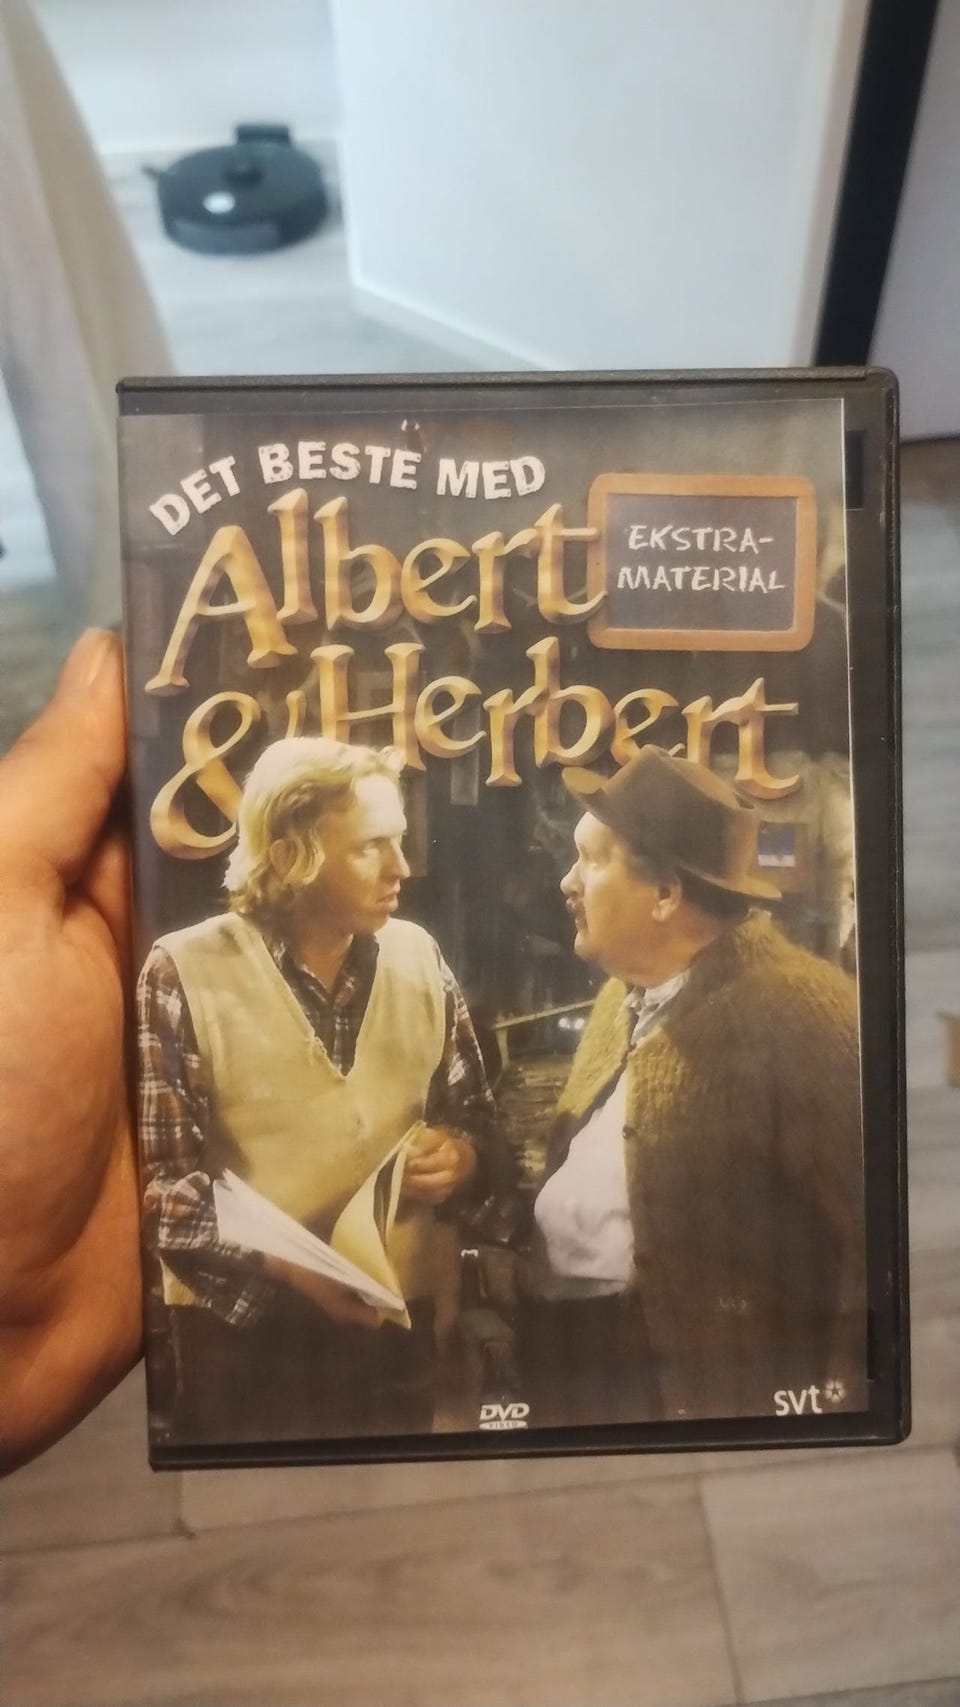 DET BESTE MED
Albert
& Herbert
EKSTRA-
MATERIAL
DVD
VIDEO
svt